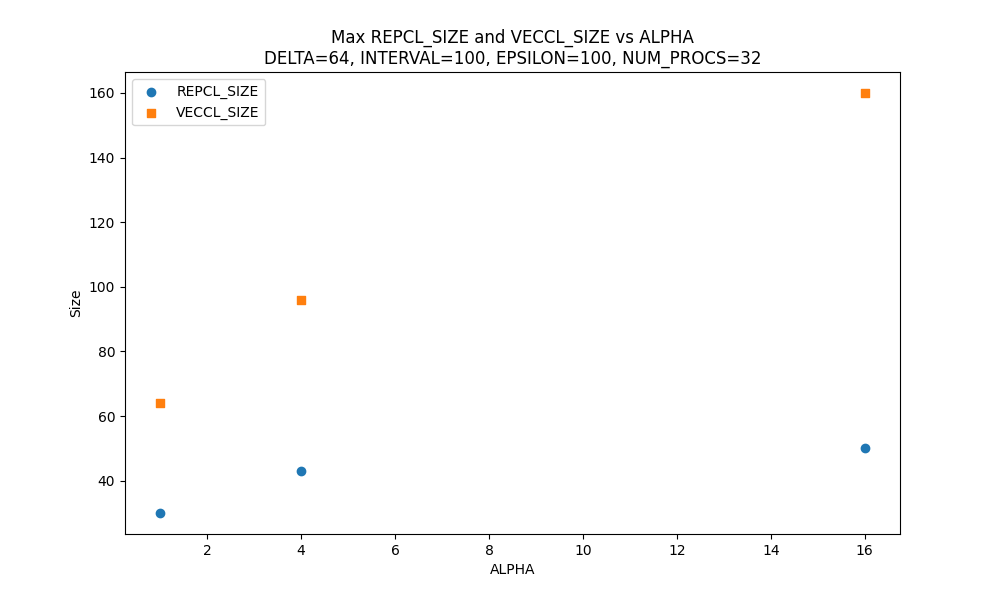 Max REPCL_SIZE and VECCL_SIZE vs ALPHA
DELTA=64, INTERVAL=100, EPSILON=100, NUM_PROCS=32
REPCL_SIZE
VECCL_SIZE
160
140
120
100
80
60
40
Size
2 4 6 8 10 12 14 16
ALPHA